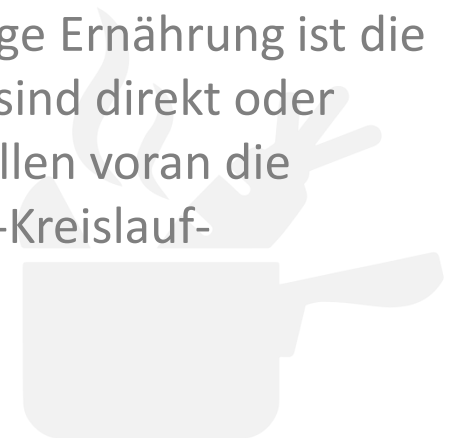 ge Ernährung ist die
sind direkt oder
llen voran die
-Kreislauf-